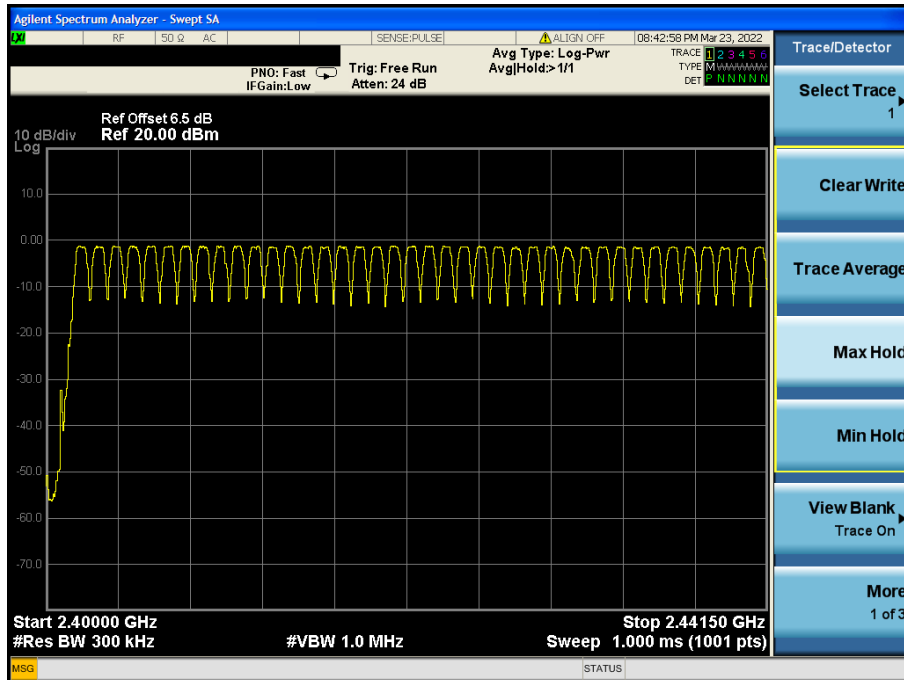 Agilent Spectrum Analyzer - Swept SA
LXI RF 50 Ω AC SENSE:PULSE ALIGN OFF 08:42:58 PM Mar 23, 2022
PNO: Fast
IFGain:Low
Trig: Free Run
Atten: 24 dB
Avg Type: Log-Pwr
Avg|Hold:>1/1
TRACE 1 2 3 4 5 6
TYPE M WWWWW
DET P N N N N N
Ref Offset 6.5 dB
10 dB/div Ref 20.00 dBm
Log
10.0
0.00
-10.0
-20.0
-30.0
-40.0
-50.0
-60.0
-70.0
Start 2.40000 GHz Stop 2.44150 GHz
#Res BW 300 kHz #VBW 1.0 MHz Sweep 1.000 ms (1001 pts)
MSG STATUS
Trace/Detector
Select Trace
1
Clear Write
Trace Average
Max Hold
Min Hold
View Blank
Trace On
More
1 of 3